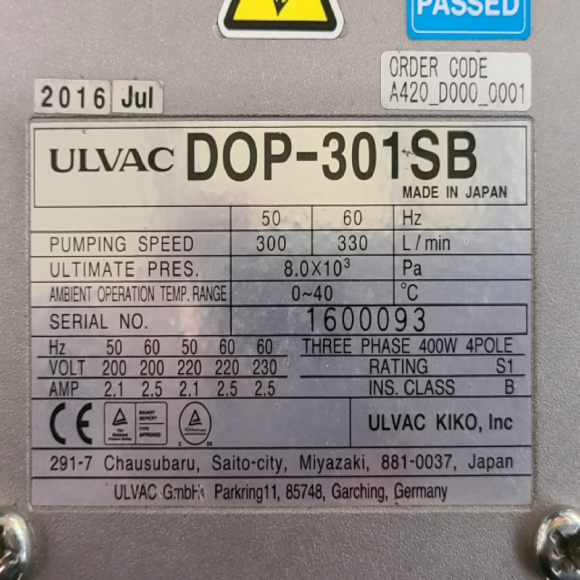 PASSED
ORDER CODE
A420_D000_0001
2016 Jul
ULVAC DOP-301SB
MADE IN JAPAN
50 60 Hz
PUMPING SPEED 300 330 L/min
ULTIMATE PRES. 8.0×10³ Pa
AMBIENT OPERATION TEMP. RANGE 0~40 °C
SERIAL NO. 1600093
Hz 50 60 50 60 60 THREE PHASE 400W 4POLE
VOLT 200 200 220 220 230 RATING S1
AMP 2.1 2.5 2.1 2.5 2.5 INS. CLASS B
CE TYPE APPROVED ULVAC KIKO, Inc
291-7 Chausubaru, Saito-city, Miyazaki, 881-0037, Japan
ULVAC GmbH Parkring11, 85748, Garching, Germany